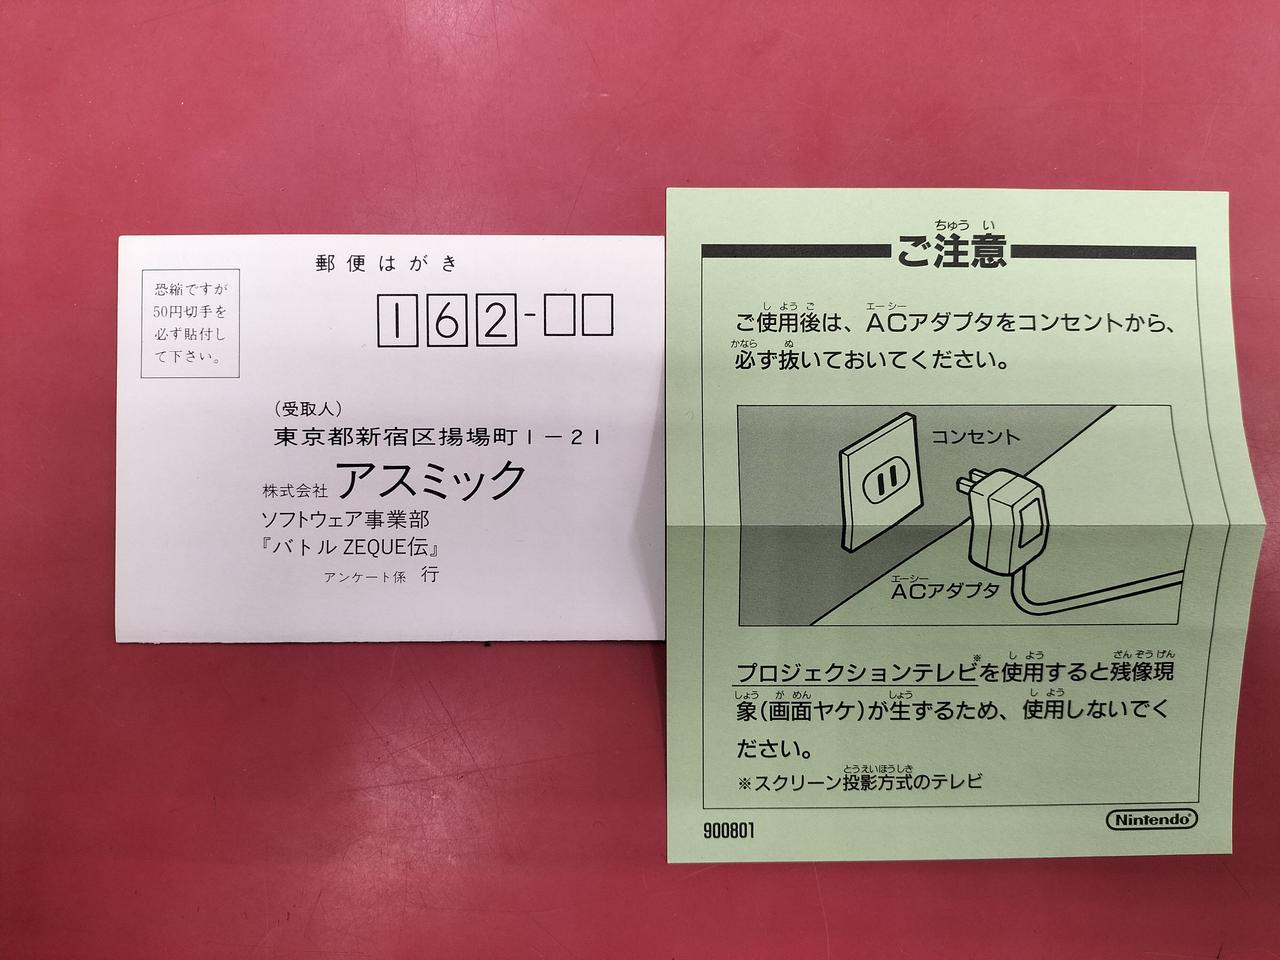 郵便はがき
恐縮ですが
50円切手を
必ず貼付し
て下さい。
162-
（受取人）
東京都新宿区揚場町1−21
株式会社 アスミック
ソフトウェア事業部
『バトルZEQUE伝』
アンケート係 行
ちゅう い
ご注意
し よう ご エーシー
ご使用後は、ACアダプタをコンセントから、
かなら ぬ
必ず抜いておいてください。
コンセント
エーシー
ACアダプタ
※ し よう ざん ぞう げん
プロジェクションテレビを使用すると残像現
しょう が めん しょう し よう
象(画面ヤケ)が生ずるため、使用しないでく
ださい。
とうえいほうしき
※スクリーン投影方式のテレビ
900801
Nintendo®